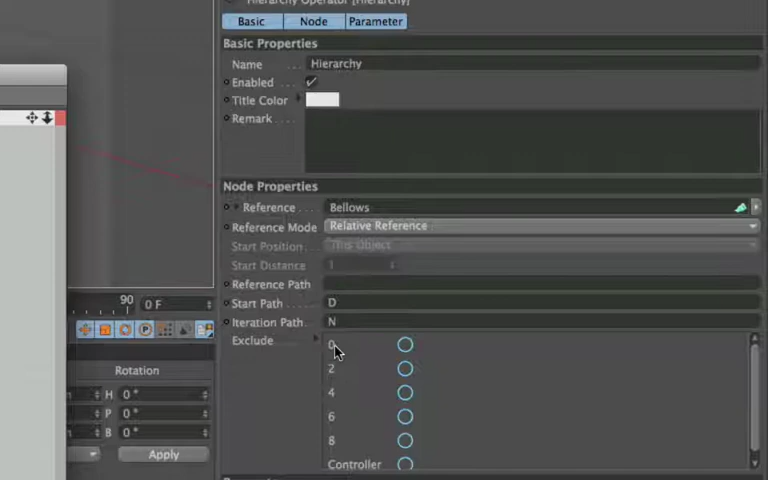 Hierarchy Operator [Hierarchy]
Basic Node Parameter
Basic Properties
Name Hierarchy
Enabled
Title Color
Remark
Node Properties
Reference Bellows
Reference Mode Relative Reference
Start Position This Object
Start Distance 1
Reference Path
Start Path D
Iteration Path N
Exclude 0
2
4
6
8
Controller
90 0 F
Rotation
H 0 °
P 0 °
B 0 °
Apply